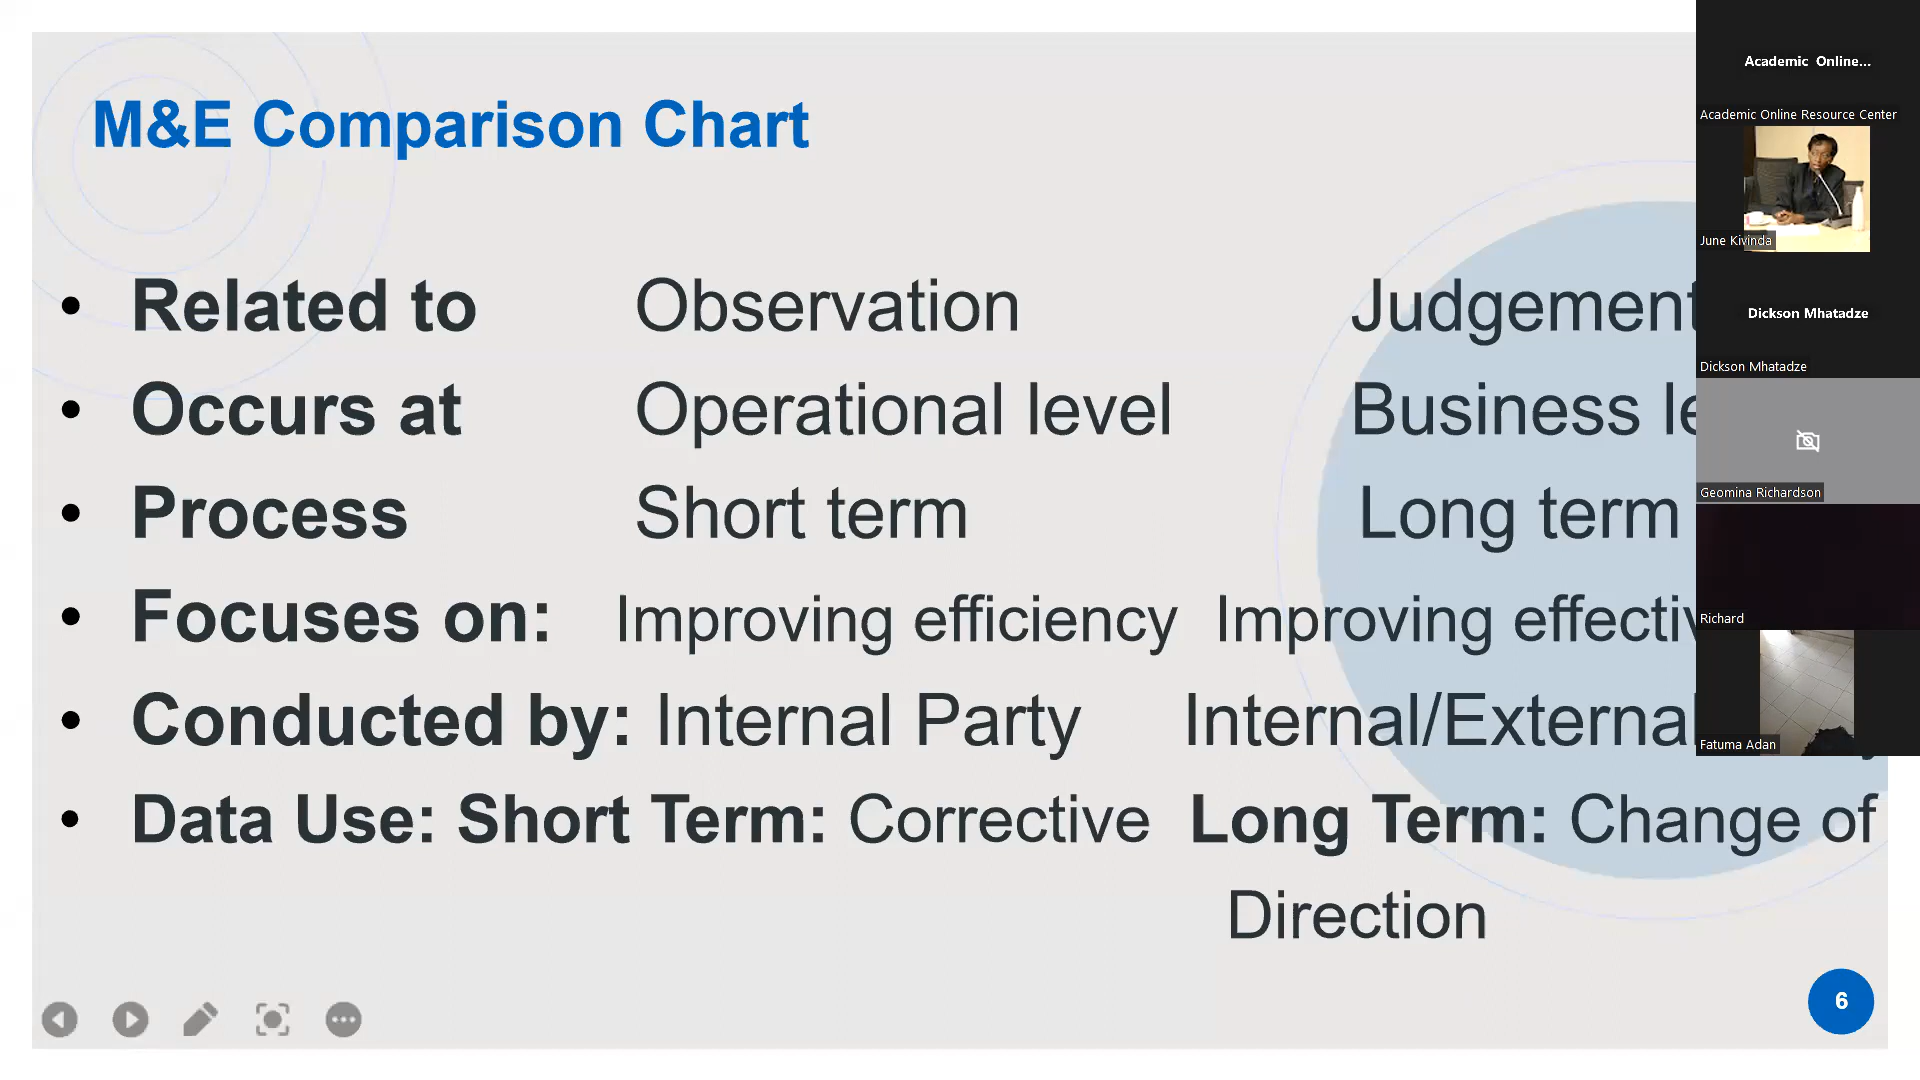 M&E Comparison Chart
• Related to Observation Judgement
• Occurs at Operational level Business
• Process Short term Long term
• Focuses on: Improving efficiency Improving
• Conducted by: Internal Party Internal/External
• Data Use: Short Term: Corrective Long Term: Change of
Direction
6
Academic Online...
Academic Online Resource Center
June Kivinda
Dickson Mhatadze
Dickson Mhatadze
Geomina Richardson
Richard
Fatuma Adan